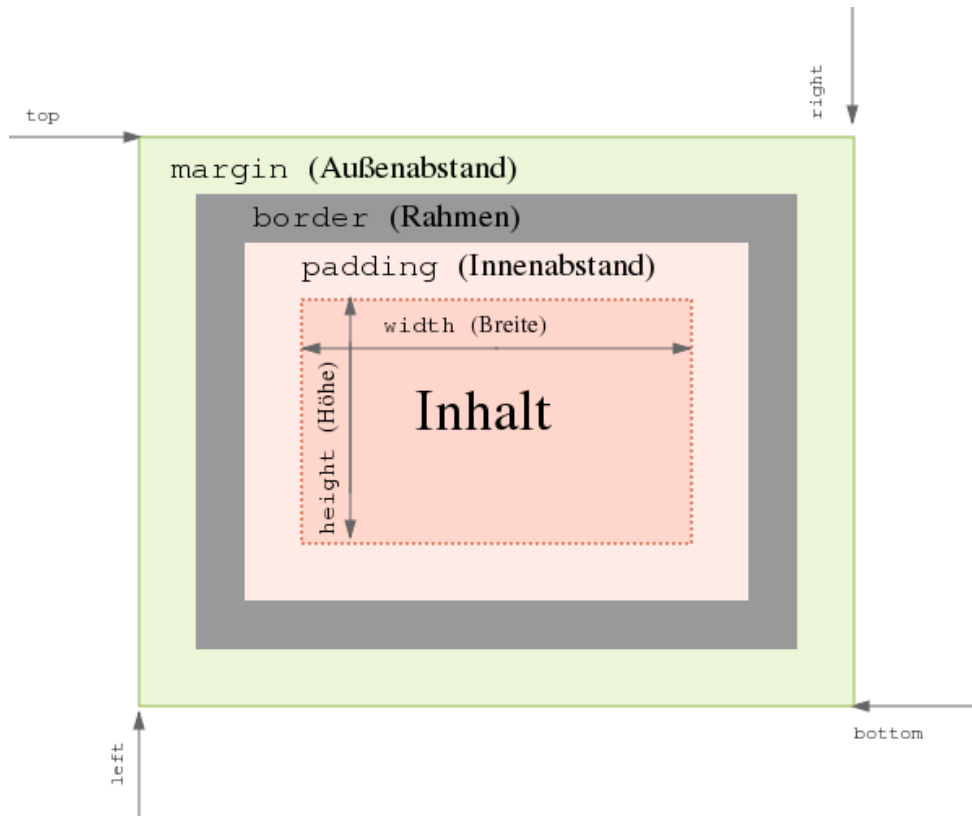 right
top
margin (Außenabstand)
border (Rahmen)
padding (Innenabstand)
width (Breite)
height (Höhe)
Inhalt
left
bottom